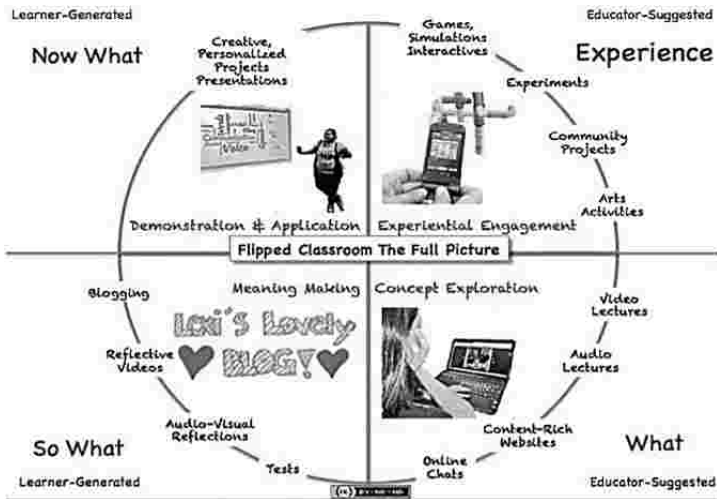 Learner-Generated
Educator-Suggested
Now What
Experience
Creative,
Personalized
Projects
Presentations
Games,
Simulations
Interactives
Experiments
Community
Projects
Arts
Activities
Demonstration & Application
Experiential Engagement
Flipped Classroom The Full Picture
Meaning Making
Concept Exploration
Blogging
Lexi's Lovely
BLOG!
Reflective
Videos
Audio-Visual
Reflections
Tests
Video
Lectures
Audio
Lectures
Content-Rich
Websites
Online
Chats
So What
What
Learner-Generated
Educator-Suggested